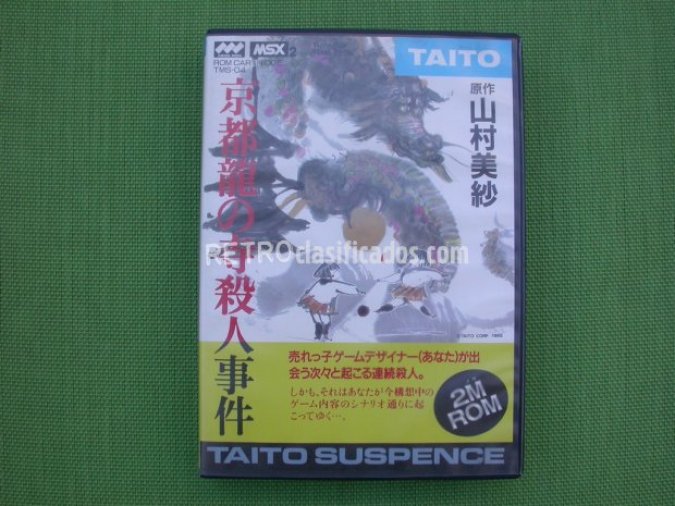 MSX2
ROM CARTRIDGE
TMS-04
TAITO
原作 山村美紗
京都龍の寺殺人事件
RETROclasificados.com
© TAITO CORP. 1988
売れっ子ゲームデザイナー(あなた)が出
会う次々と起こる連続殺人。
しかも、それはあなたが今構想中の
ゲーム内容のシナリオ通りに起
こってゆく…。
2M
ROM
TAITO SUSPENCE